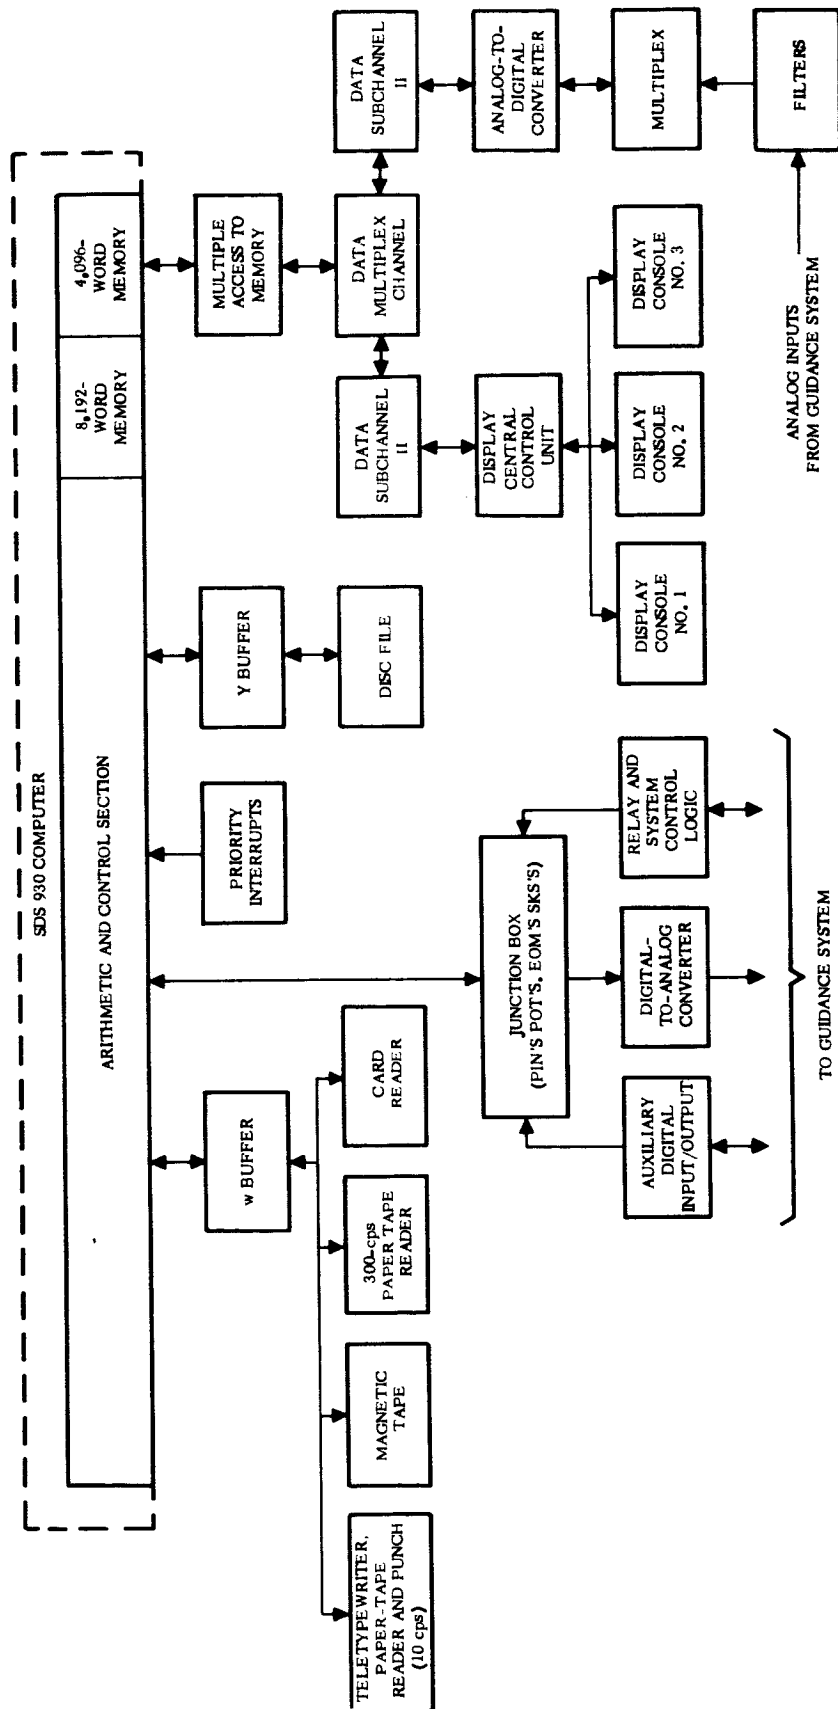 SDS 930 COMPUTER
ARITHMETIC AND CONTROL SECTION
8,192-
WORD
MEMORY
4,096-
WORD
MEMORY
w BUFFER
PRIORITY
INTERRUPTS
Y BUFFER
MULTIPLE
ACCESS TO
MEMORY
TELETYPEWRITER,
PAPER-TAPE
READER AND PUNCH
(10 cps)
MAGNETIC
TAPE
300-cps
PAPER TAPE
READER
CARD
READER
DISC FILE
DATA
SUBCHANNEL
II
DATA
MULTIPLEX
CHANNEL
DATA
SUBCHANNEL
II
JUNCTION BOX
(PIN'S POT'S, EOM'S SKS'S)
DISPLAY
CENTRAL
CONTROL
UNIT
ANALOG-TO-
DIGITAL
CONVERTER
AUXILIARY
DIGITAL
INPUT/OUTPUT
DIGITAL-
TO-ANALOG
CONVERTER
RELAY AND
SYSTEM
CONTROL
LOGIC
DISPLAY
CONSOLE
NO. 1
DISPLAY
CONSOLE
NO. 2
DISPLAY
CONSOLE
NO. 3
MULTIPLEX
TO GUIDANCE SYSTEM
ANALOG INPUTS
FROM GUIDANCE SYSTEM
FILTERS